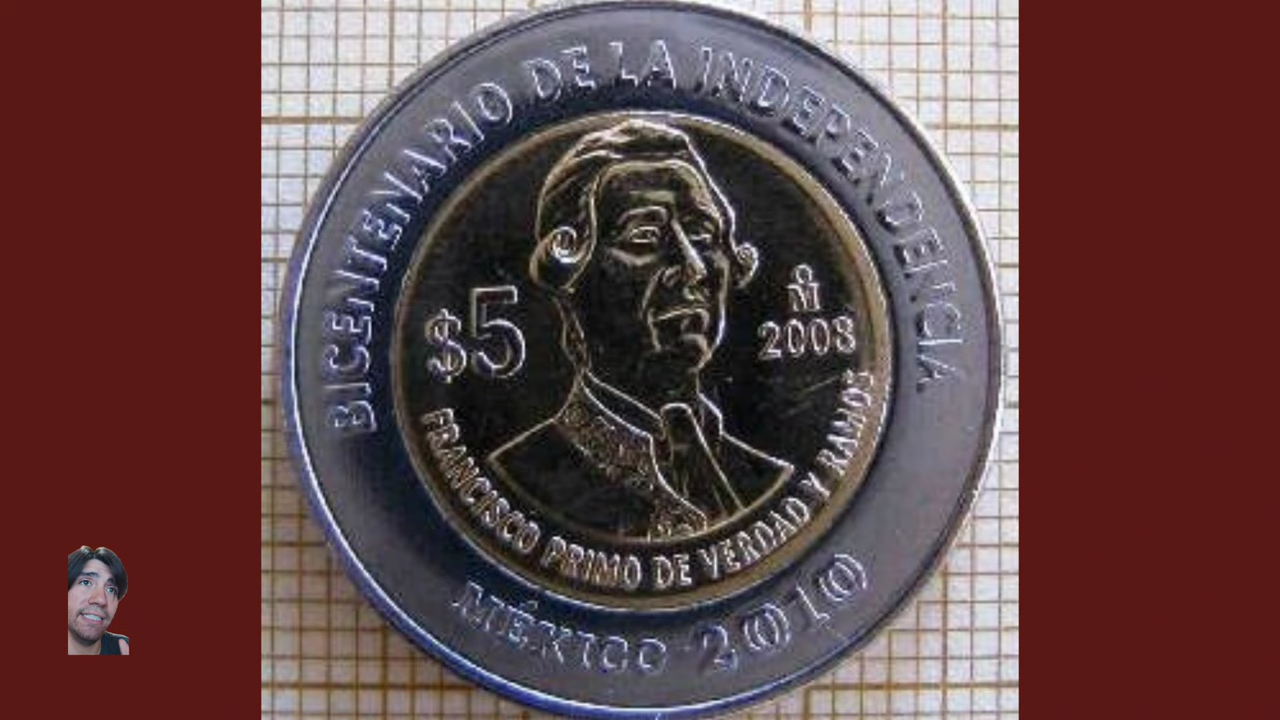 BICENTENARIO DE LA INDEPENDENCIA
$5
M
2008
FRANCISCO PRIMO DE VERDAD Y RAMOS
MÉXICO 2010